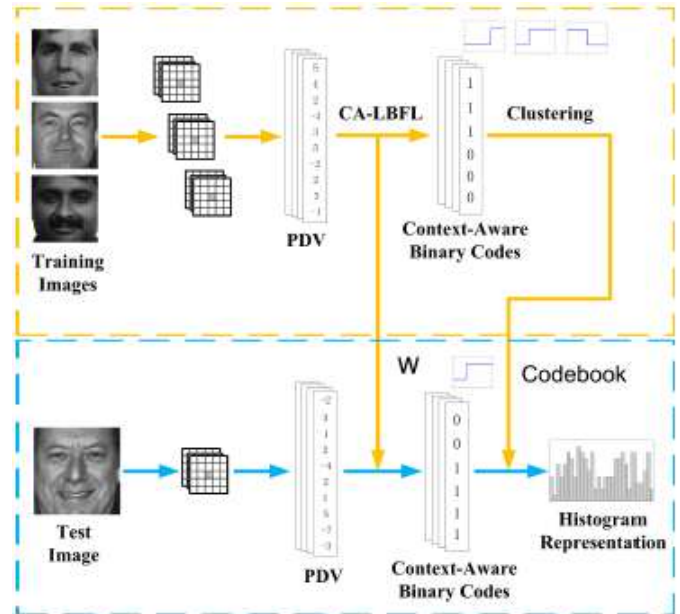 CA-LBFL
Clustering
1
1
1
0
0
0
PDV
Context-Aware
Binary Codes
Training
Images
W
Codebook
0
0
1
1
1
1
Test
Image
PDV
Context-Aware
Binary Codes
Histogram
Representation